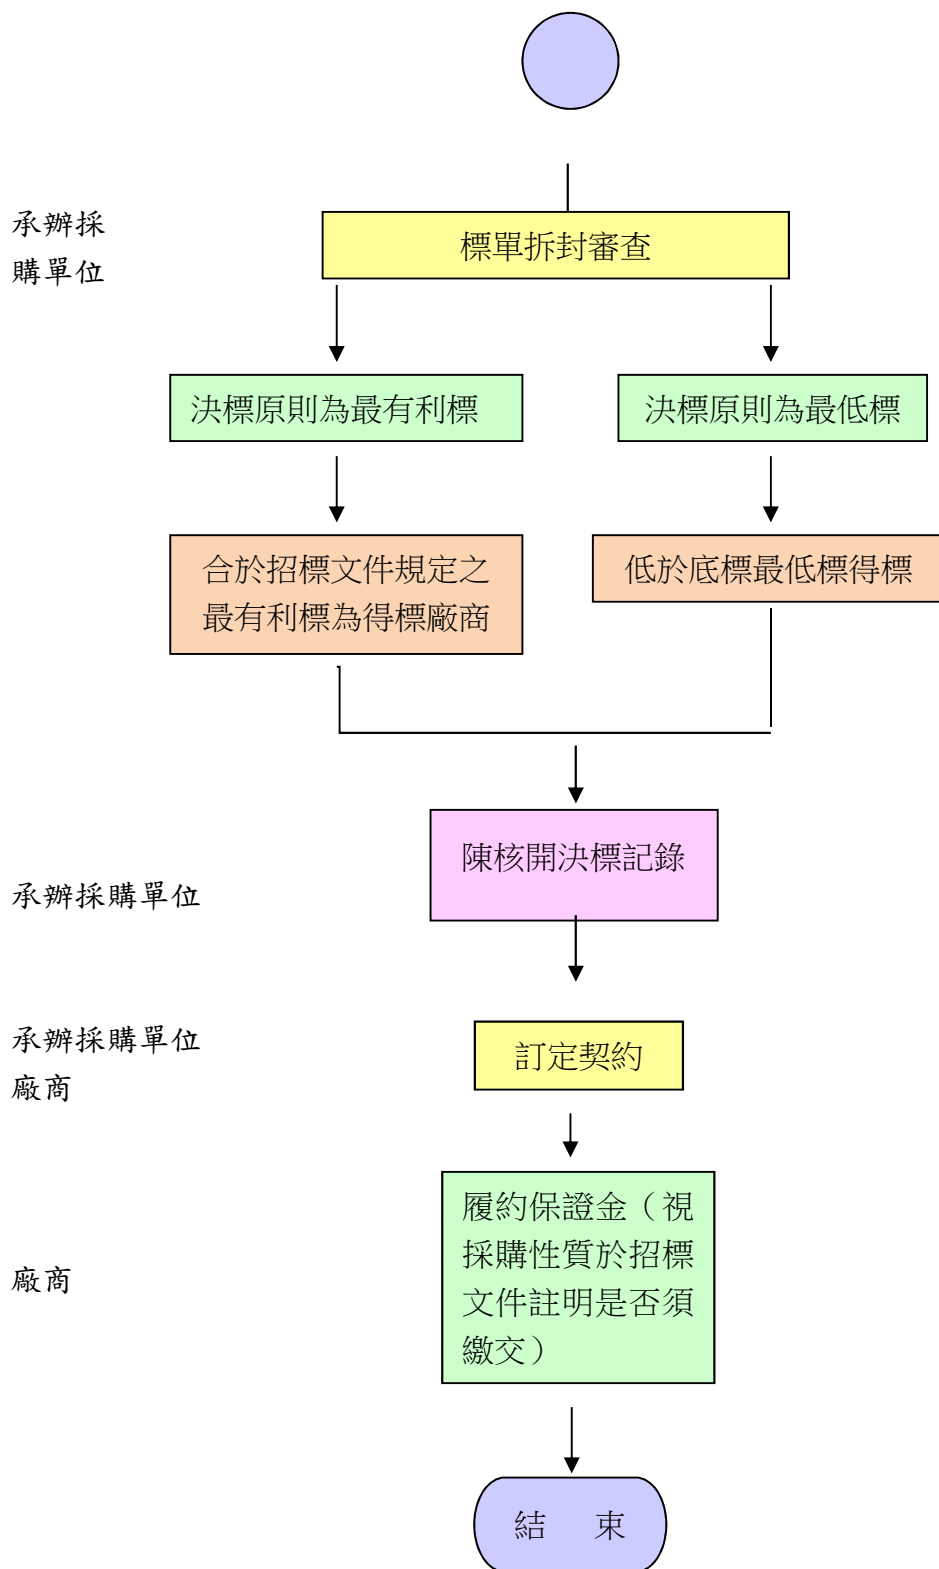 承辦採
購單位
標單拆封審查
決標原則為最有利標
決標原則為最低標
合於招標文件規定之
最有利標為得標廠商
低於底標最低標得標
陳核開決標記錄
承辦採購單位
承辦採購單位
廠商
訂定契約
廠商
履約保證金（視
採購性質於招標
文件註明是否須
繳交）
結　束